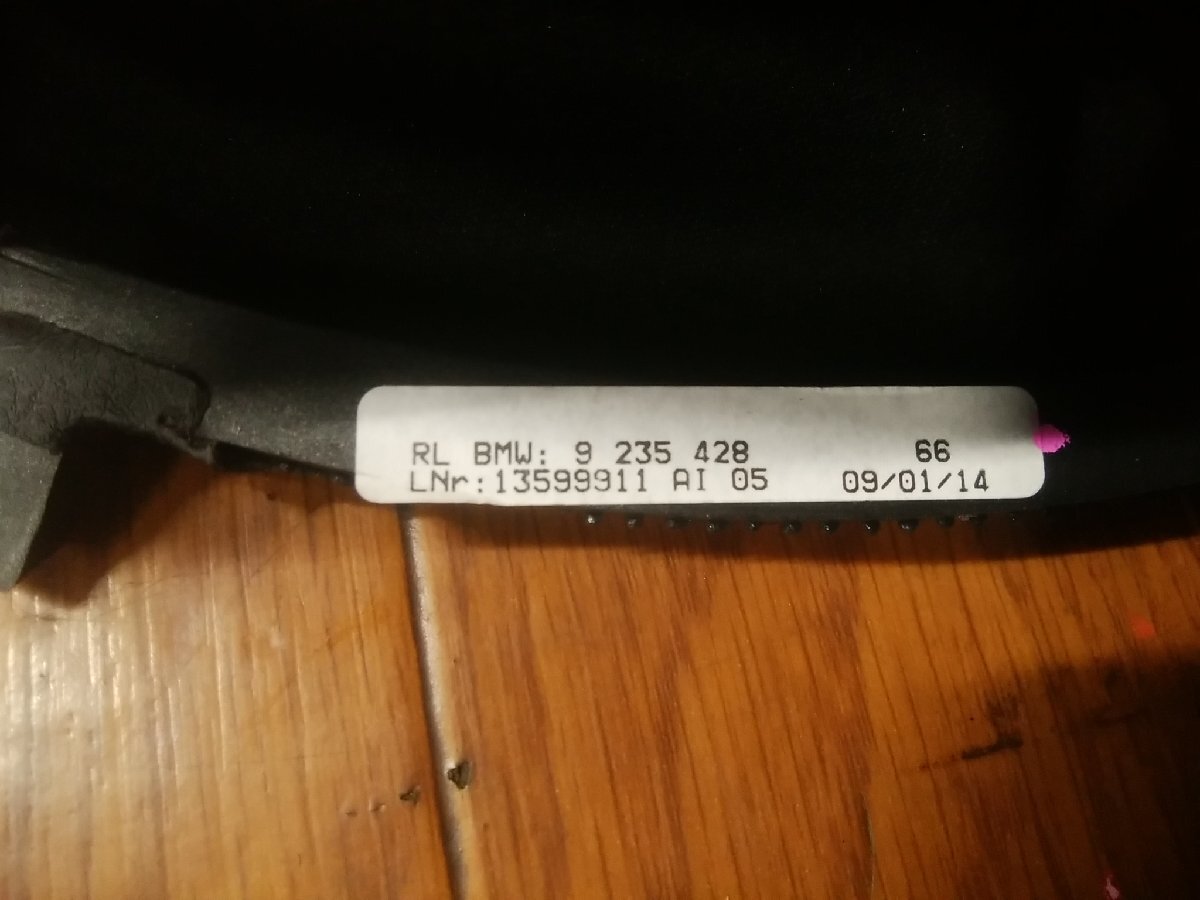 RL BMW: 9 235 428 66
LNr:13599911 AI 05 09/01/14